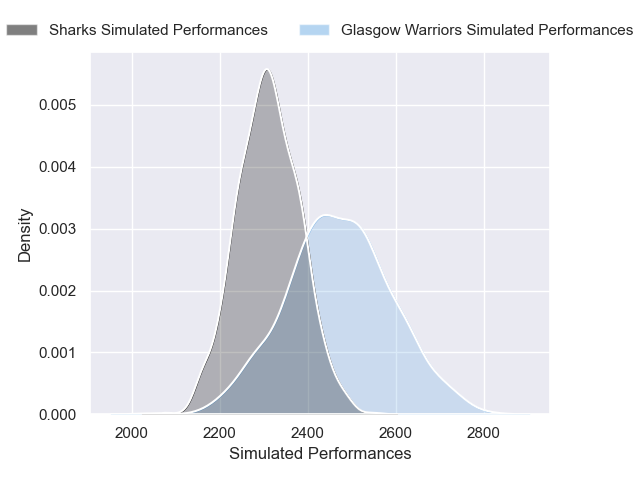 Sharks Simulated Performances
Glasgow Warriors Simulated Performances
0.005
0.004
0.003
0.002
0.001
0.000
Density
2000 2200 2400 2600 2800
Simulated Performances